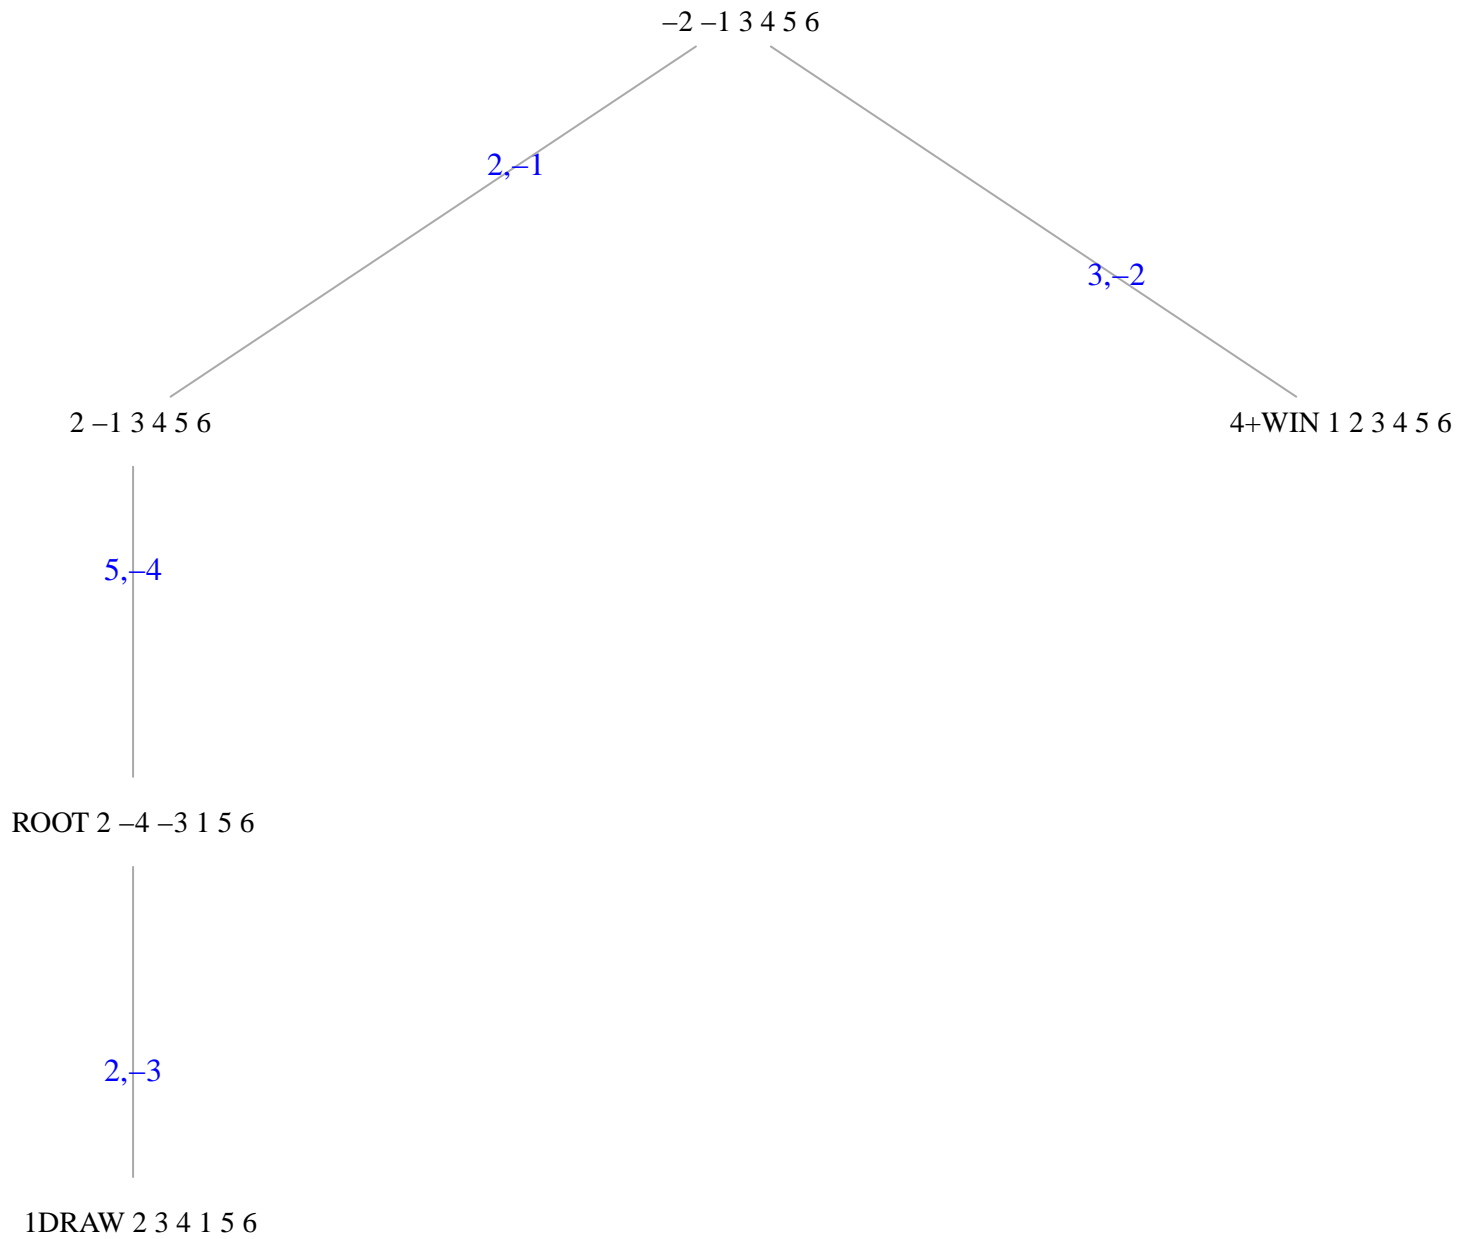 –2 –1 3 4 5 6
2,–1
3,–2
2 –1 3 4 5 6
4+WIN 1 2 3 4 5 6
5,–4
ROOT 2 –4 –3 1 5 6
2,–3
1DRAW 2 3 4 1 5 6